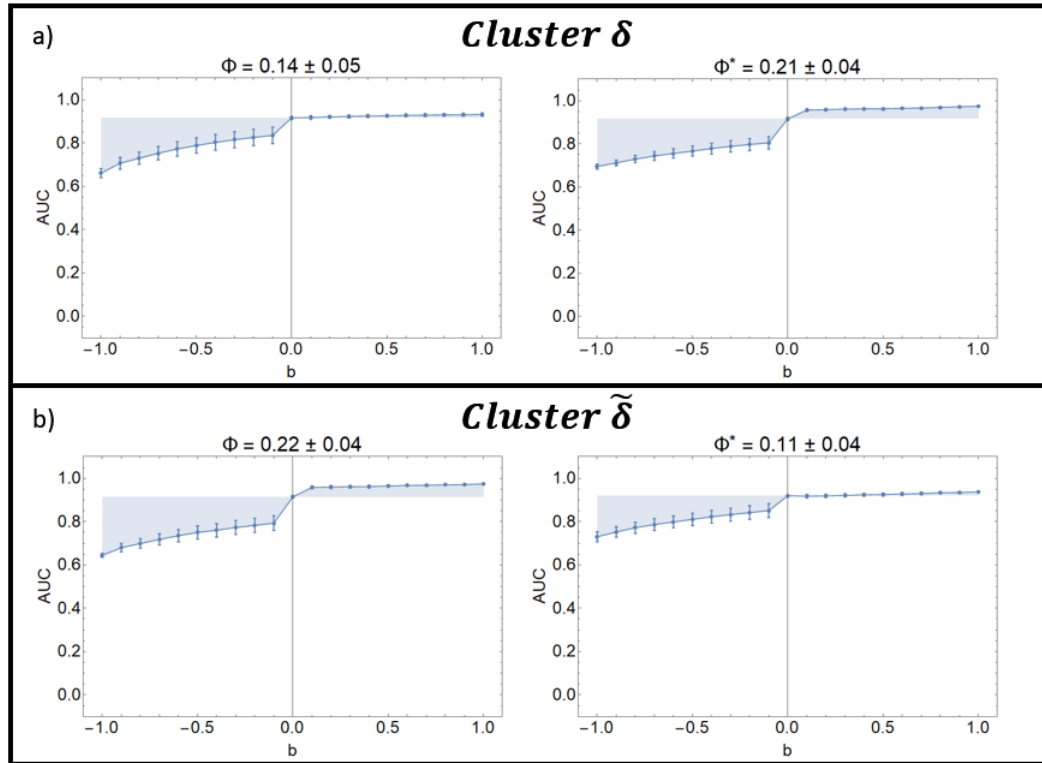 a)
Cluster δ
Φ = 0.14 ± 0.05
1.0
0.8
0.6
0.4
0.2
0.0
AUC
−1.0 −0.5 0.0 0.5 1.0
b
Φ* = 0.21 ± 0.04
1.0
0.8
0.6
0.4
0.2
0.0
AUC
−1.0 −0.5 0.0 0.5 1.0
b
b)
Cluster δ̃
Φ = 0.22 ± 0.04
1.0
0.8
0.6
0.4
0.2
0.0
AUC
−1.0 −0.5 0.0 0.5 1.0
b
Φ* = 0.11 ± 0.04
1.0
0.8
0.6
0.4
0.2
0.0
AUC
−1.0 −0.5 0.0 0.5 1.0
b